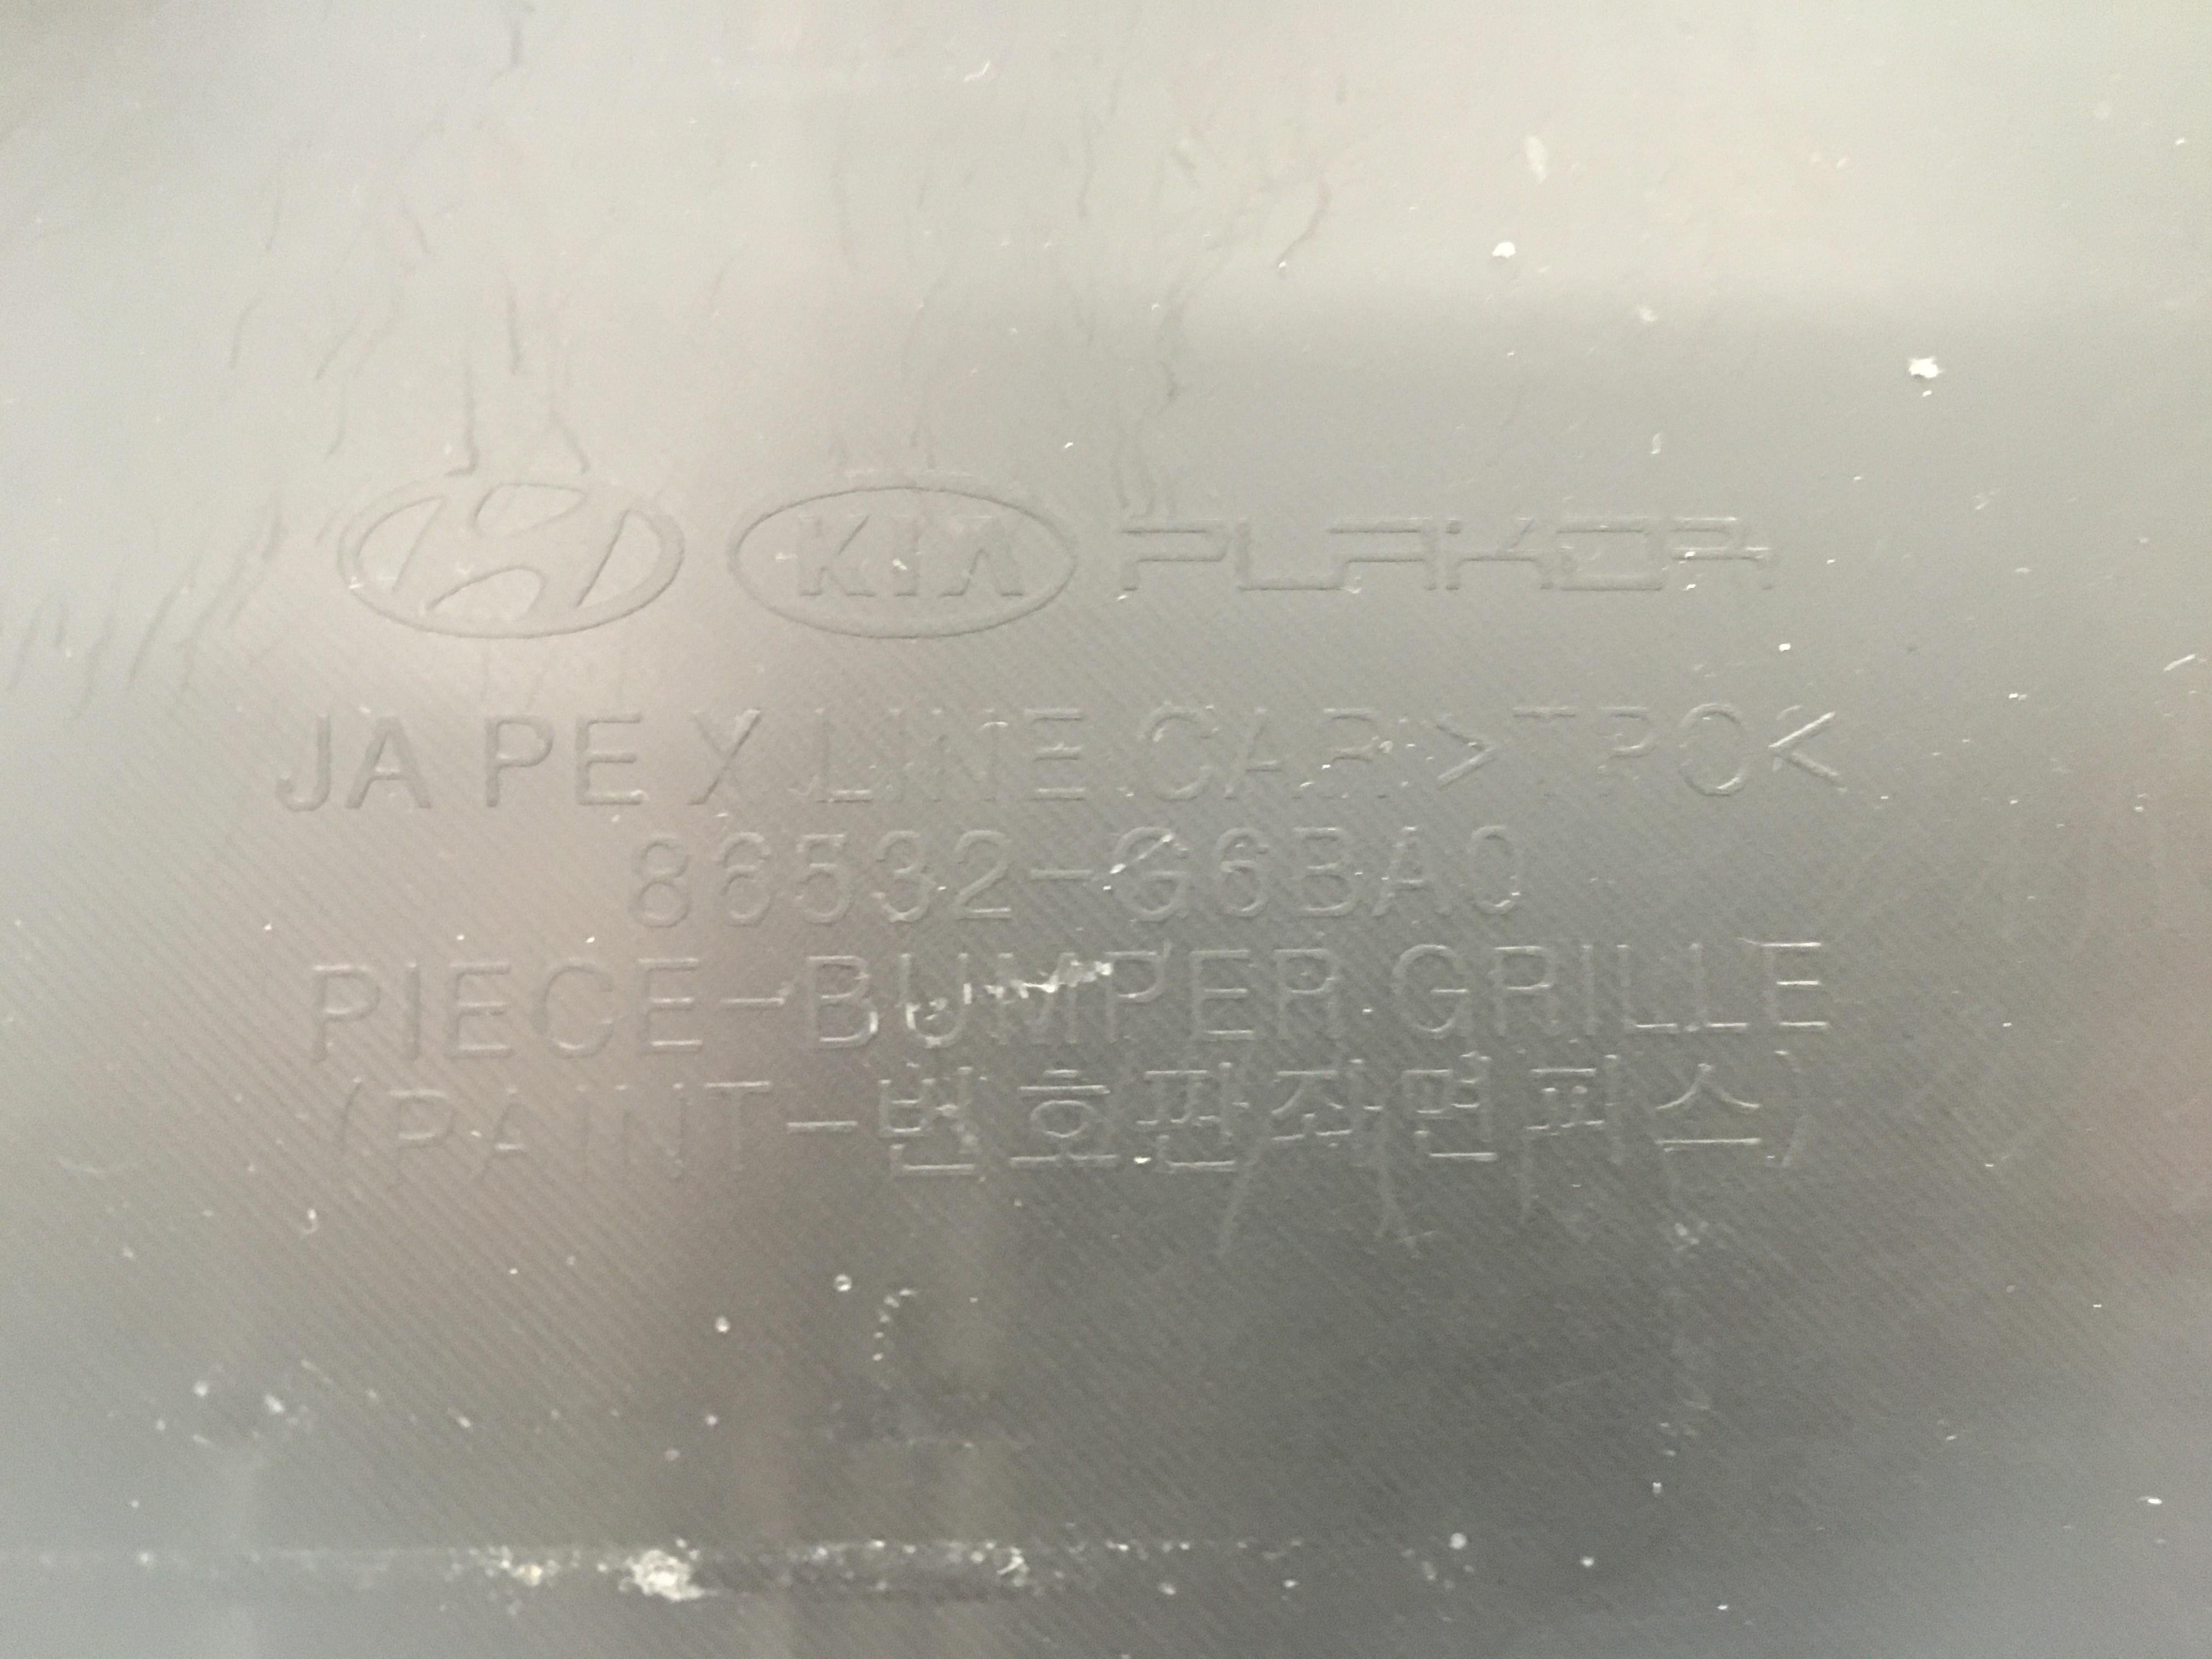 KIA PLAKOR
JA PE X LINE CAR >TPO<
86532-G6BA0
PIECE-BUMPER GRILLE
(PAINT-번호판좌면피스)